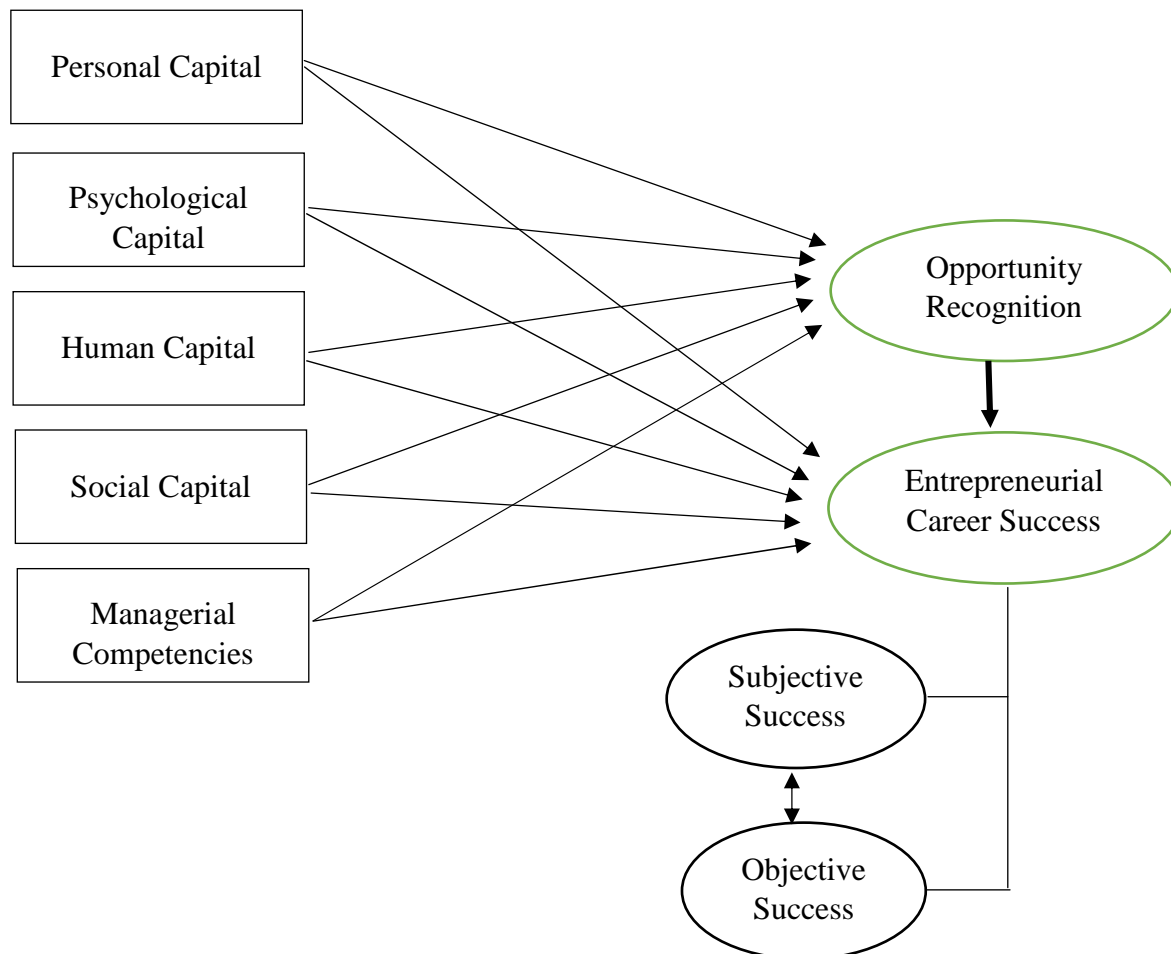 Personal Capital
Psychological
Capital
Human Capital
Social Capital
Managerial
Competencies
Opportunity
Recognition
Entrepreneurial
Career Success
Subjective
Success
Objective
Success